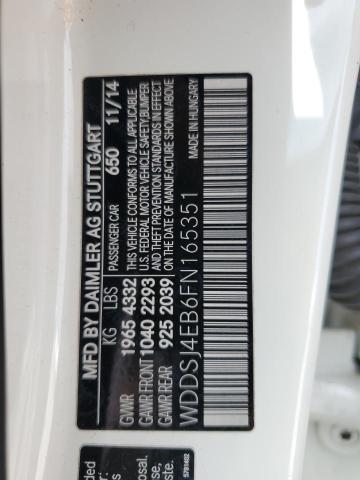 MFD BY DAIMLER AG STUTTGART
KG LBS PASSENGER CAR 650 11/14
GVWR 1965 4332 THIS VEHICLE CONFORMS TO ALL APPLICABLE
GAWR FRONT 1040 2293 U.S. FEDERAL MOTOR VEHICLE SAFETY, BUMPER,
GAWR REAR 925 2039 AND THEFT PREVENTION STANDARDS IN EFFECT
ON THE DATE OF MANUFACTURE SHOWN ABOVE
WDDSJ4EB6FN165351 MADE IN HUNGARY